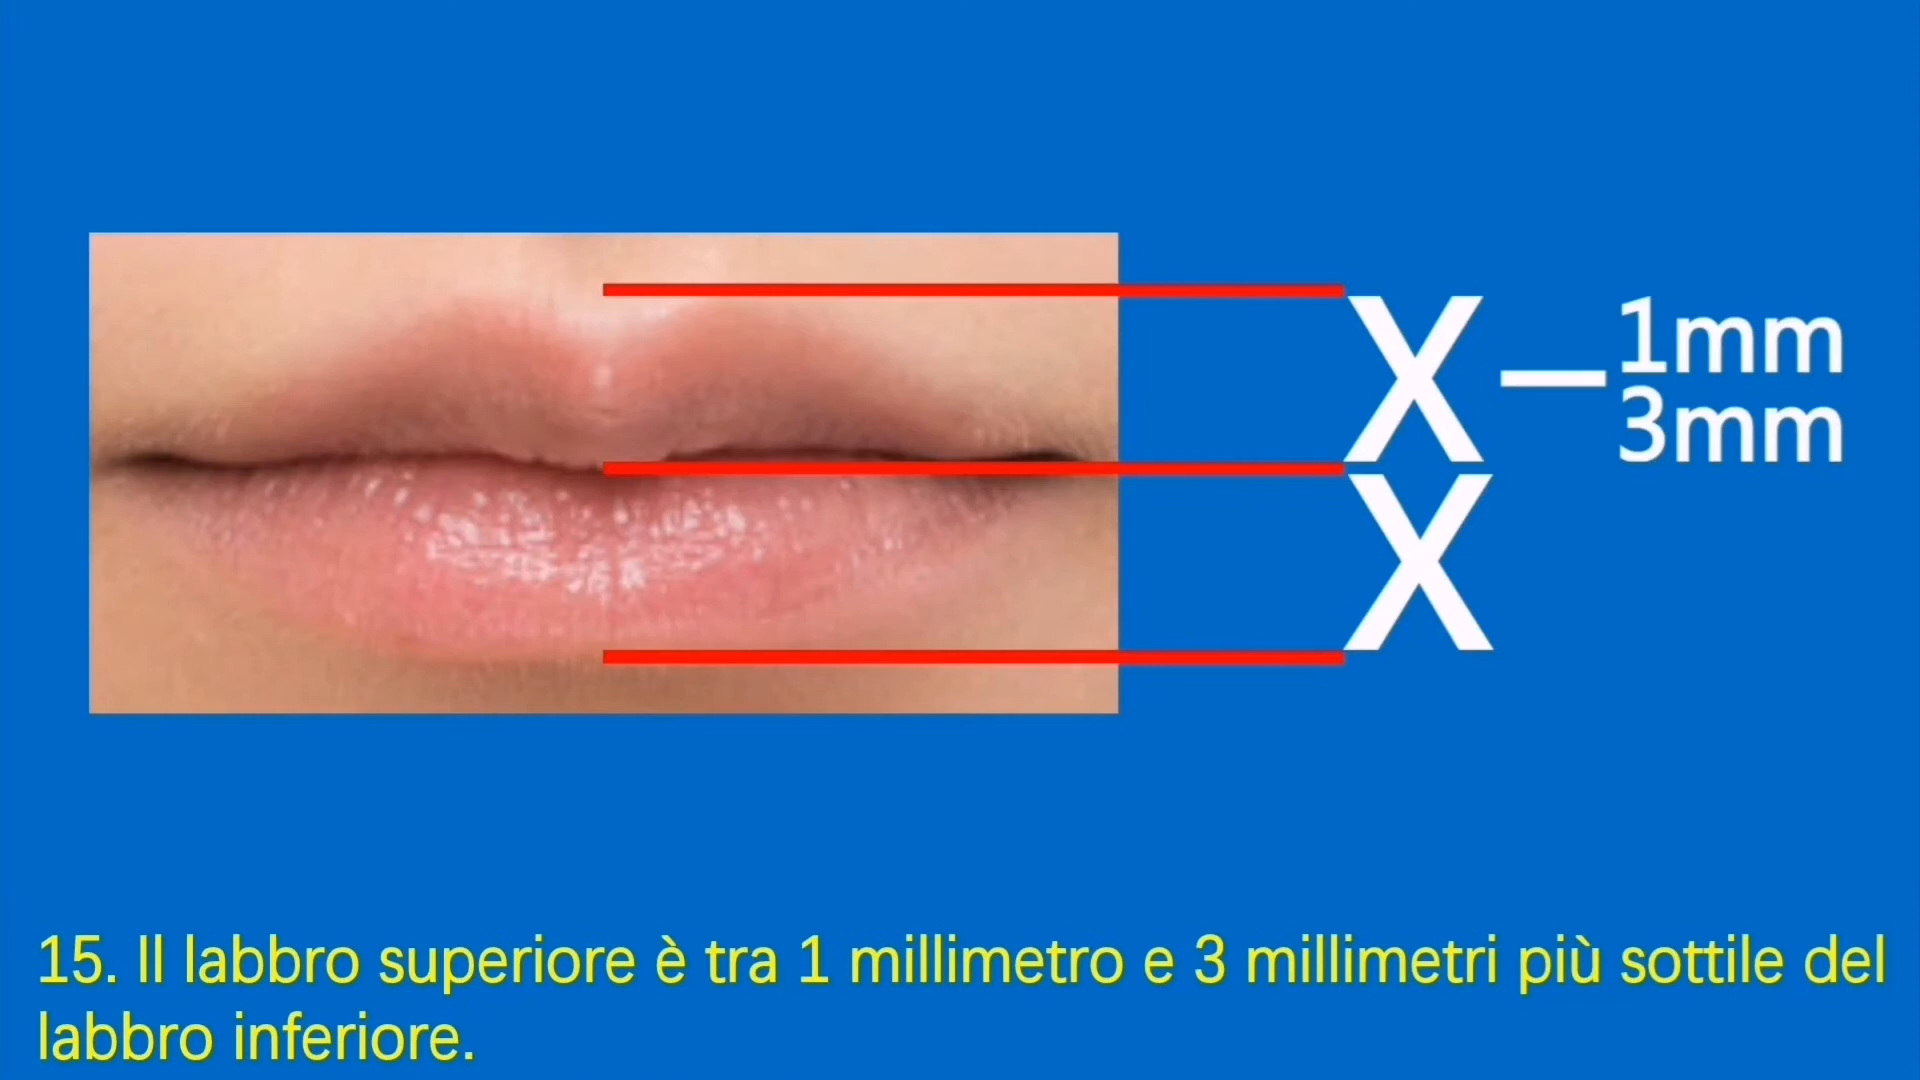 X – 1mm
3mm
X
15. Il labbro superiore è tra 1 millimetro e 3 millimetri più sottile del
labbro inferiore.